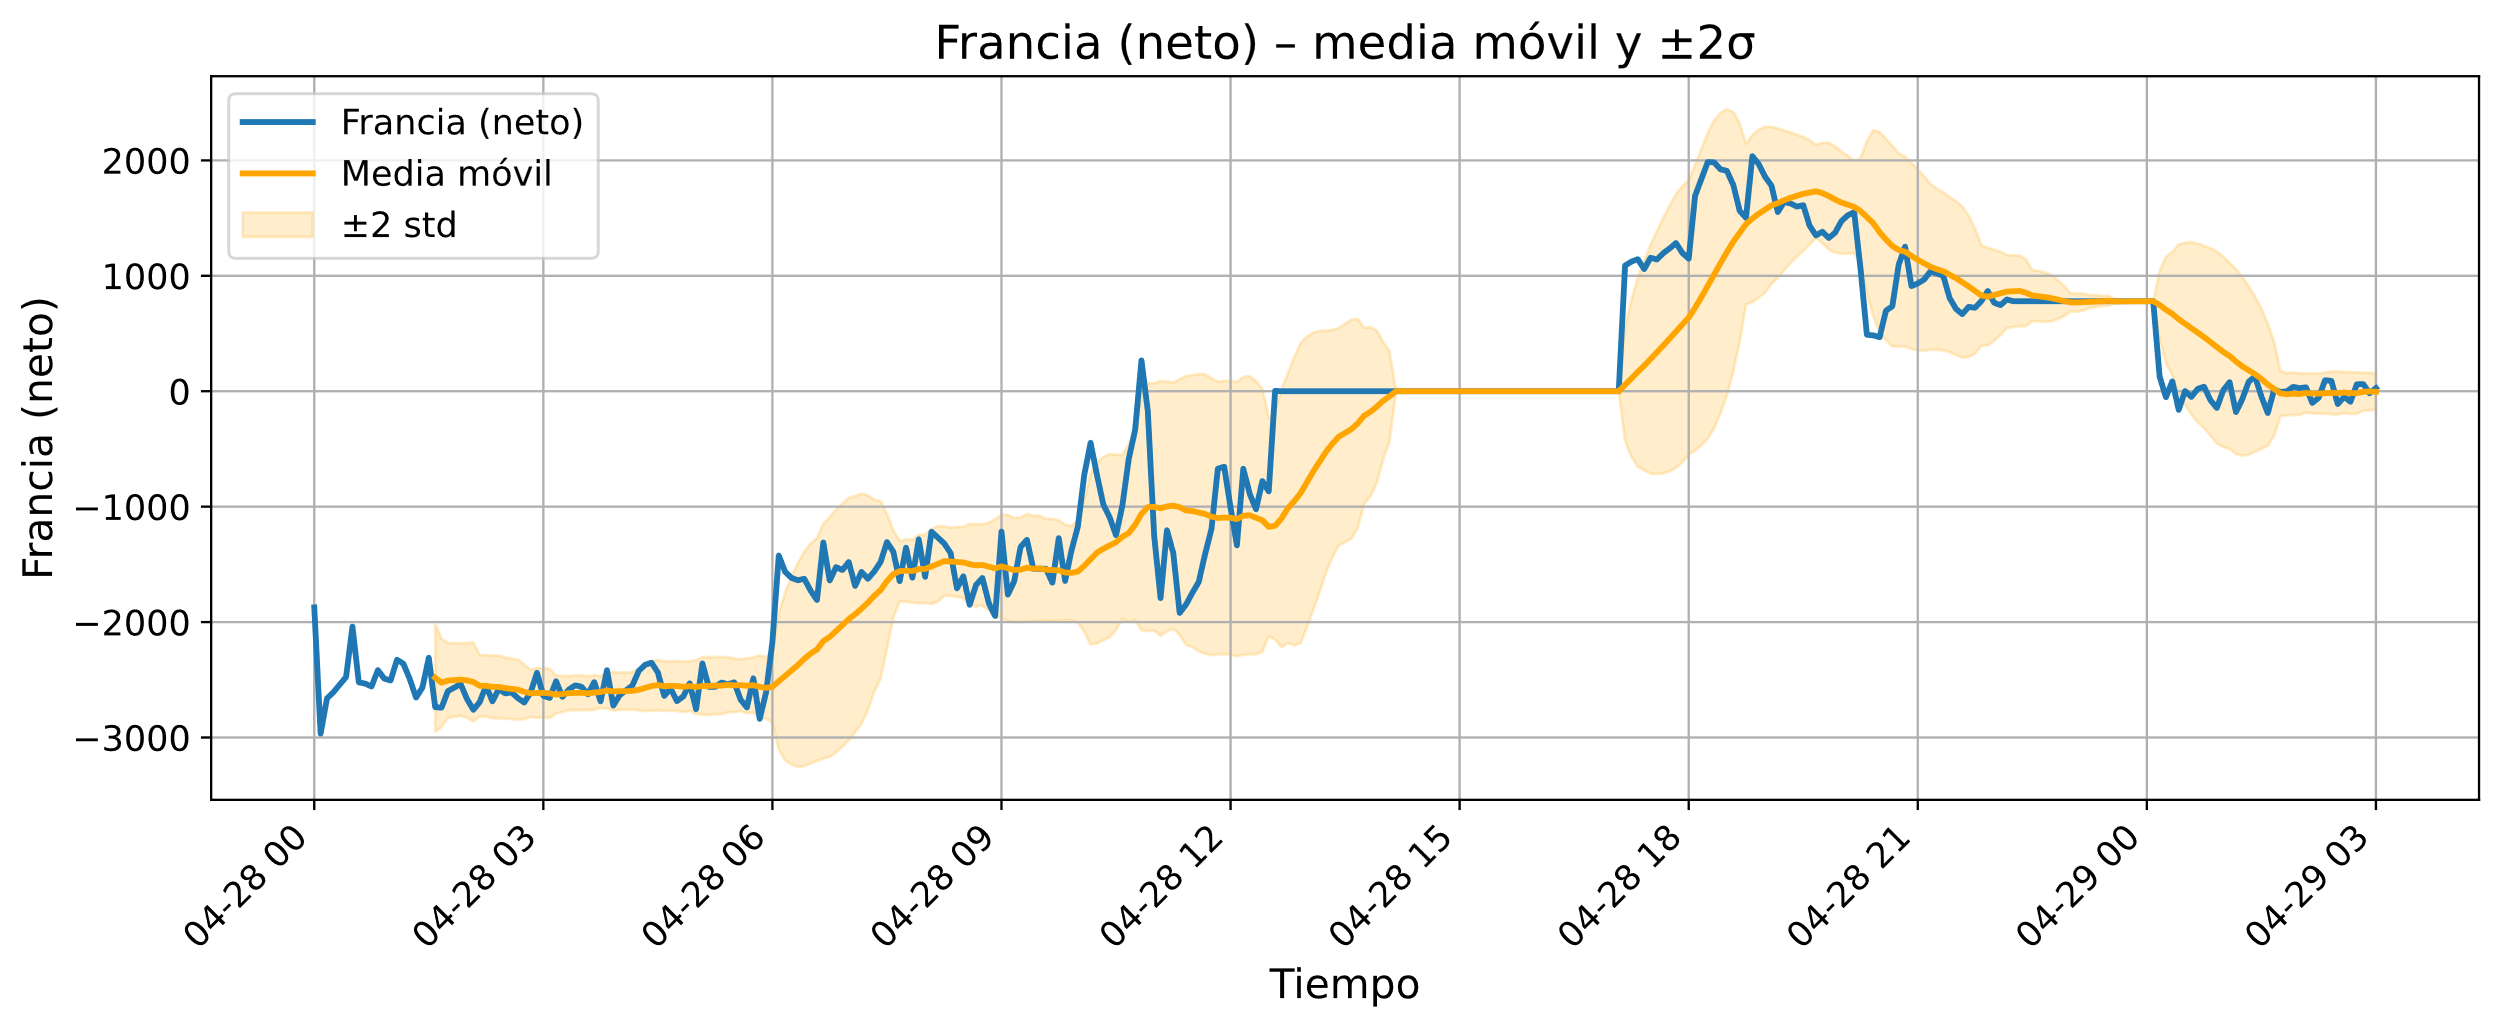 Francia (neto) – media móvil y ±2σ
Francia (neto)
Media móvil
±2 std
Francia (neto)
2000
1000
0
−1000
−2000
−3000
04-28 00
04-28 03
04-28 06
04-28 09
04-28 12
04-28 15
04-28 18
04-28 21
04-29 00
04-29 03
Tiempo